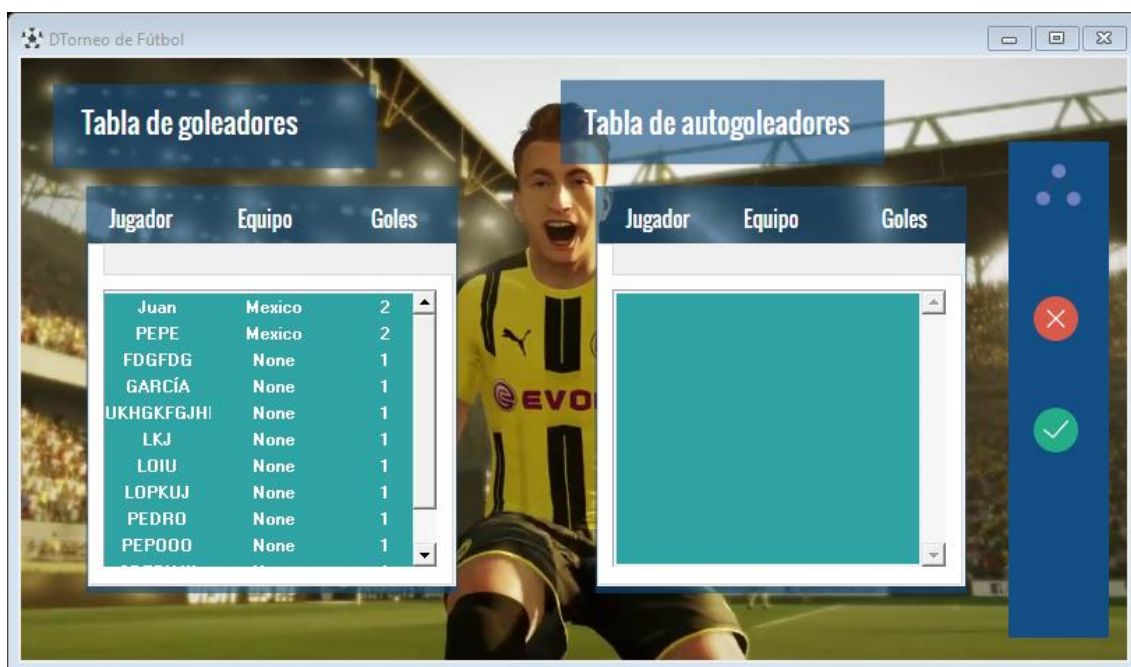 DTorneo de Fútbol
Tabla de goleadores
Tabla de autogoleadores
Jugador Equipo Goles
Jugador Equipo Goles
Juan Mexico 2
PEPE Mexico 2
FDGFDG None 1
GARCÍA None 1
UKHGKFGJH
None 1
LKJ None 1
LOIU None 1
LOPKUJ None 1
PEDRO None 1
PEPOOO None 1
EVO